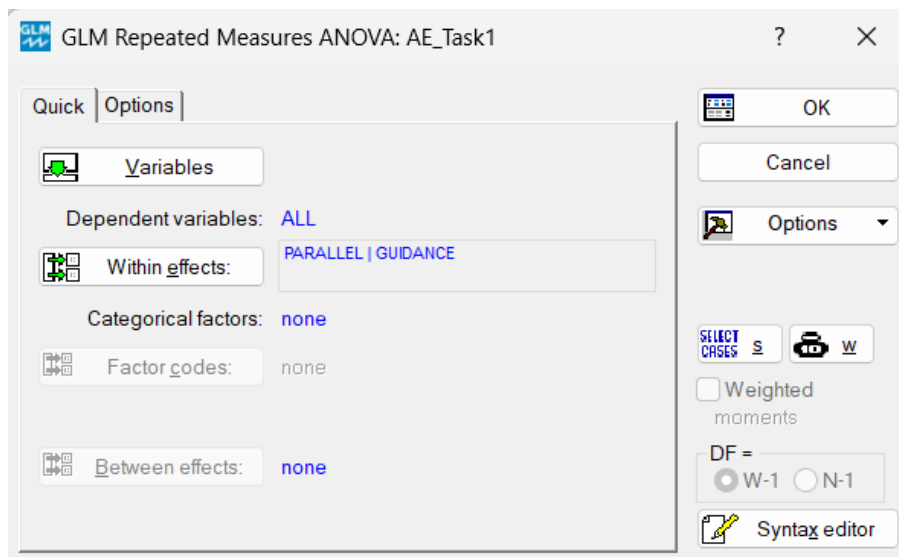 GLM GLM Repeated Measures ANOVA: AE_Task1 ?
Quick Options
Variables
Dependent variables: ALL
Within effects: PARALLEL | GUIDANCE
Categorical factors: none
Factor codes: none
Between effects: none
OK
Cancel
Options
SELECT CASES S W
Weighted moments
DF =
W-1 N-1
Syntax editor